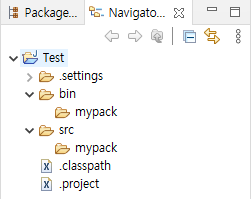 Package... Navigato...
Test
.settings
bin
mypack
src
mypack
.classpath
.project